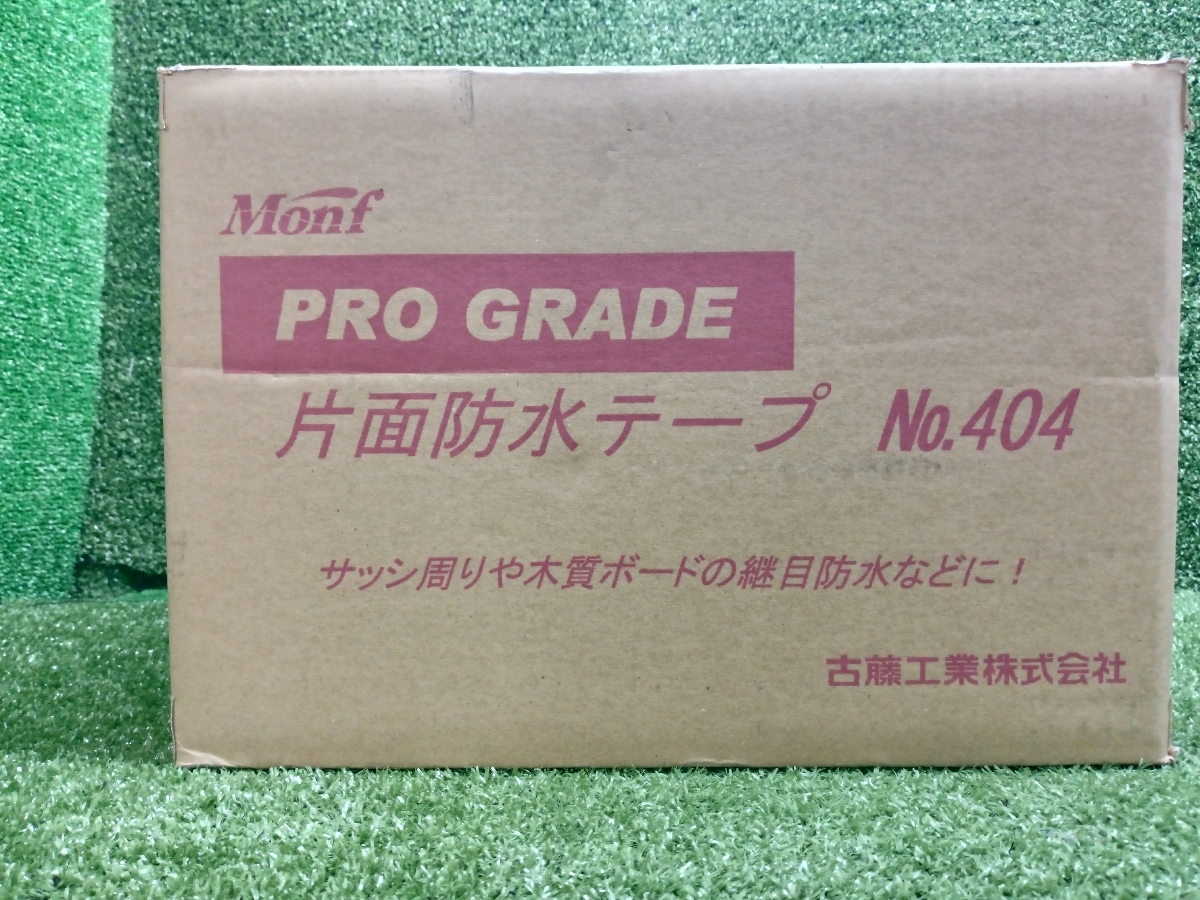 Monf
PRO GRADE
片面防水テープ No.404
サッシ周りや木質ボードの継目防水などに!
古藤工業株式会社